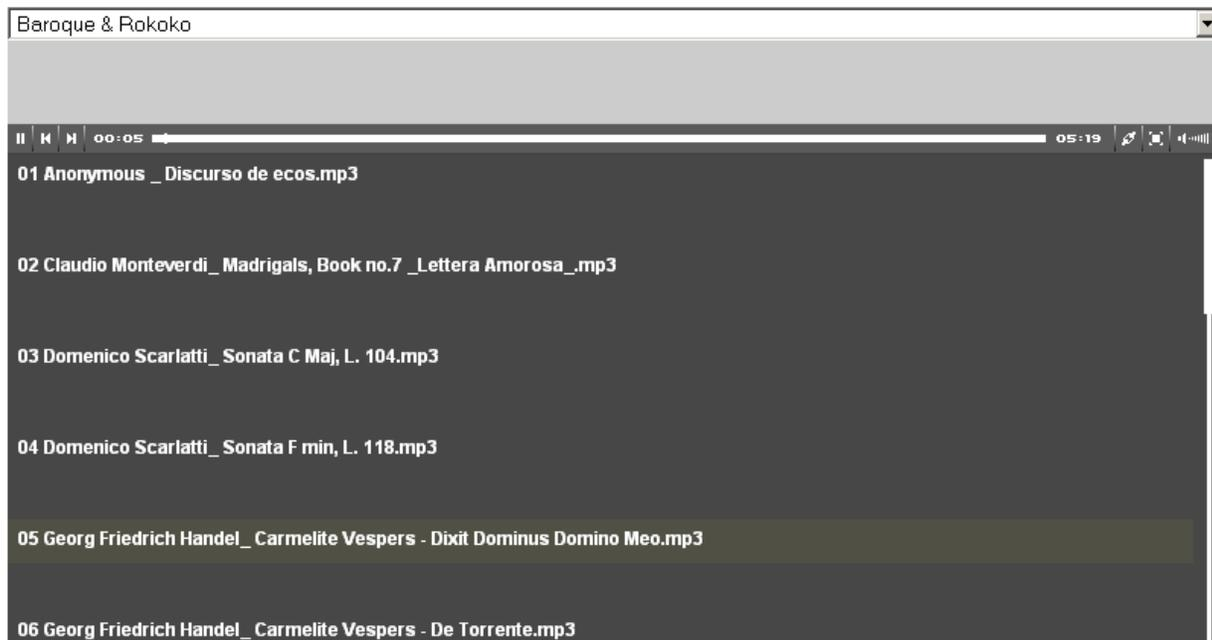 Baroque & Rokoko
00:05 05:19
01 Anonymous _ Discurso de ecos.mp3
02 Claudio Monteverdi_ Madrigals, Book no.7 _Lettera Amorosa_.mp3
03 Domenico Scarlatti_ Sonata C Maj, L. 104.mp3
04 Domenico Scarlatti_ Sonata F min, L. 118.mp3
05 Georg Friedrich Handel_ Carmelite Vespers - Dixit Dominus Domino Meo.mp3
06 Georg Friedrich Handel_ Carmelite Vespers - De Torrente.mp3